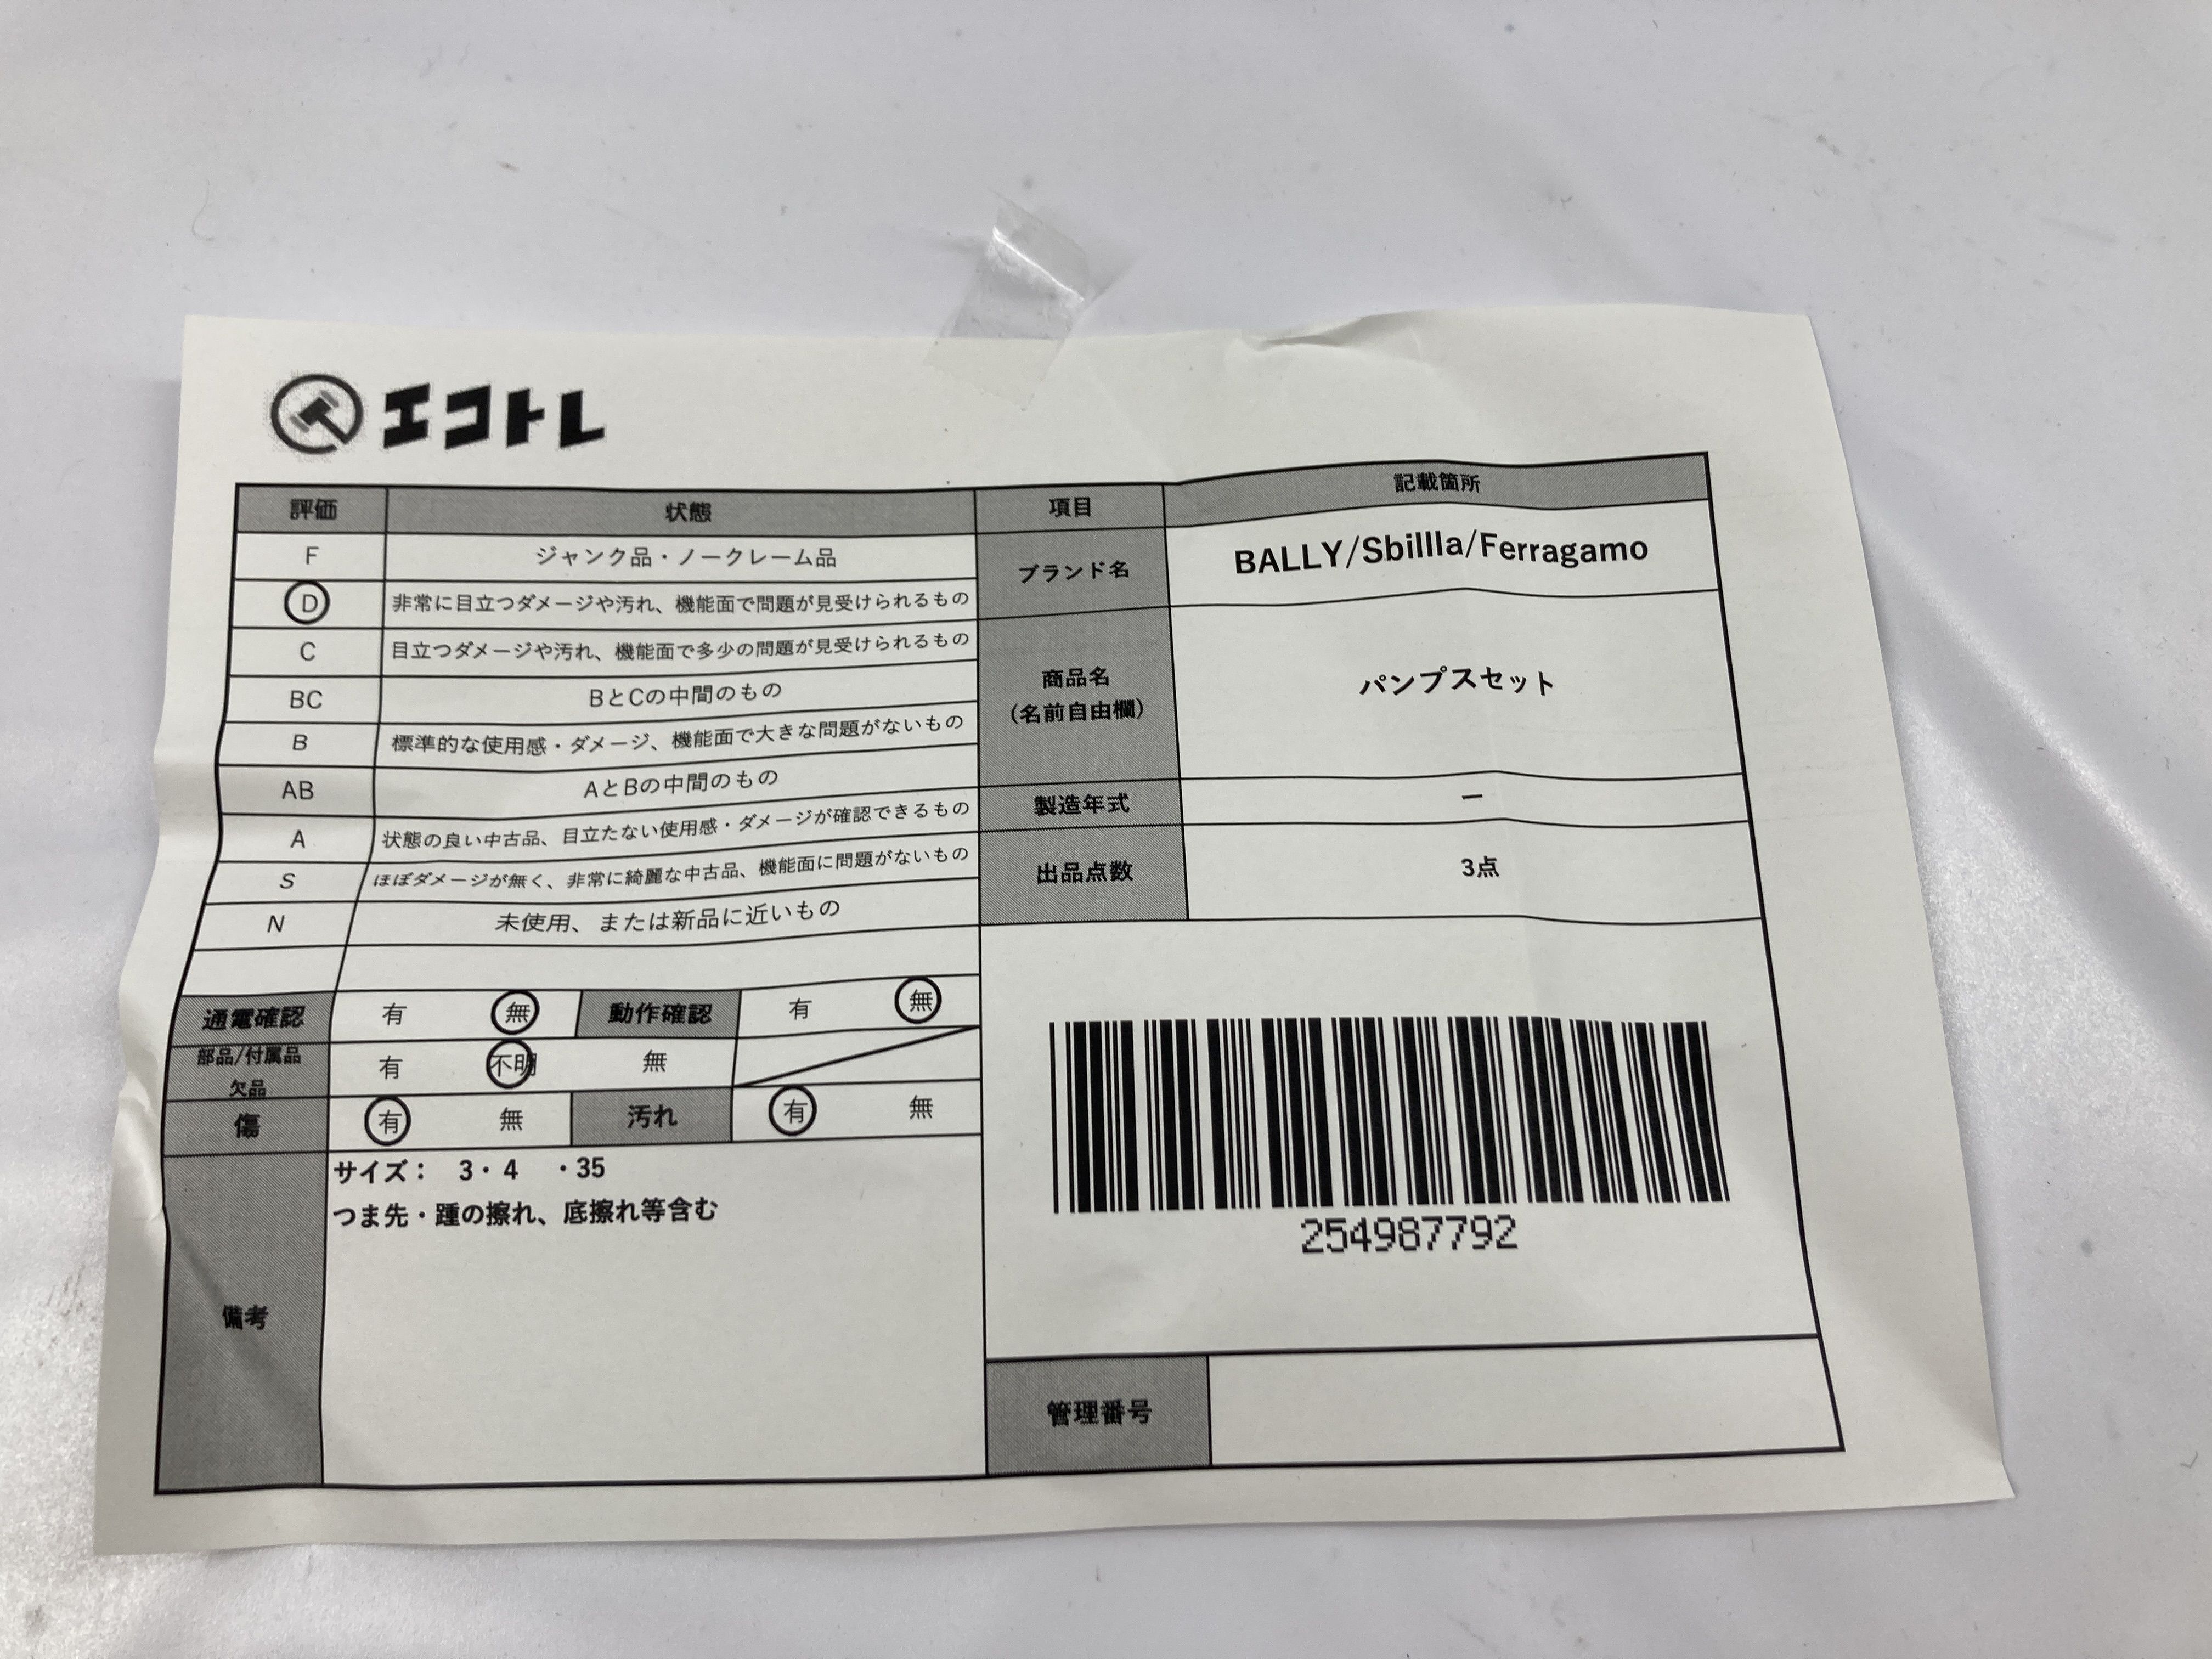 エコトレ
評価 状態
F ジャンク品・ノークレーム品
D 非常に目立つダメージや汚れ、機能面で問題が見受けられるもの
C 目立つダメージや汚れ、機能面で多少の問題が見受けられるもの
BC BとCの中間のもの
B 標準的な使用感・ダメージ、機能面で大きな問題がないもの
AB AとBの中間のもの
A 状態の良い中古品、目立たない使用感・ダメージが確認できるもの
S ほぼダメージが無く、非常に綺麗な中古品、機能面に問題がないもの
N 未使用、または新品に近いもの
通電確認 有 無 動作確認 有 無
部品/付属品
欠品 有 不明 無
傷 有 無 汚れ 有 無
備考
サイズ： 3・4 ・35
つま先・踵の擦れ、底擦れ等含む
項目 記載箇所
ブランド名 BALLY/Sbillla/Ferragamo
商品名
（名前自由欄） パンプスセット
製造年式 ー
出品点数 3点
254987792
管理番号